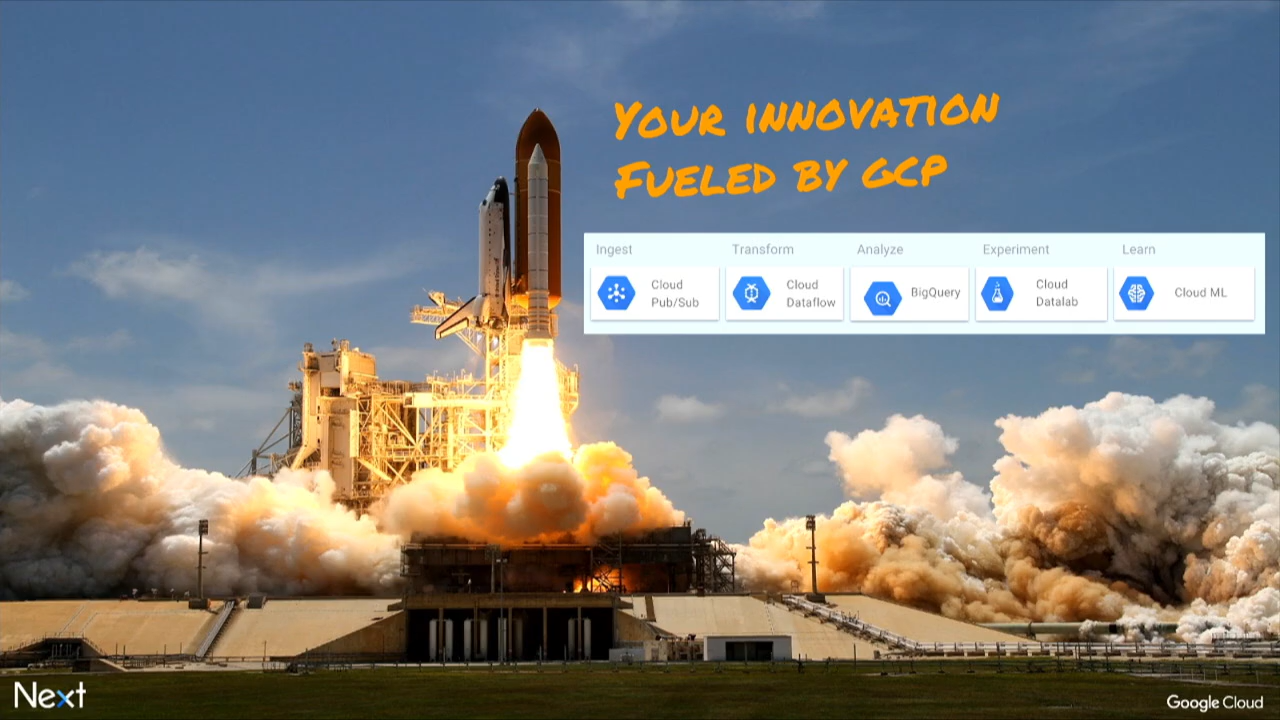 YOUR INNOVATION
FUELED BY GCP
Ingest
Cloud
Pub/Sub
Transform
Cloud
Dataflow
Analyze
BigQuery
Experiment
Cloud
Datalab
Learn
Cloud ML
Next
Google Cloud